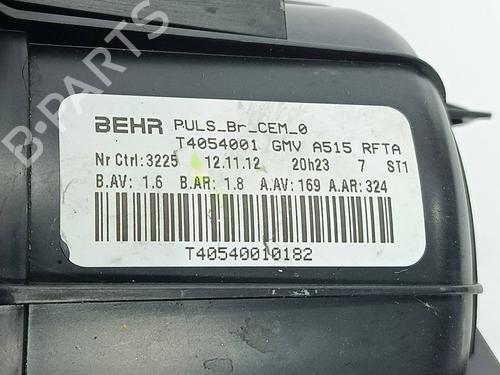 B-PARTS
BEHR PULS_Br_CEM_0
T4054001 GMV A515 RFTA
Nr Ctrl:3225 12.11.12 20h23 7 ST1
B.AV: 1.6 B.AR: 1.8 A.AV: 169 A.AR: 324
T40540010182